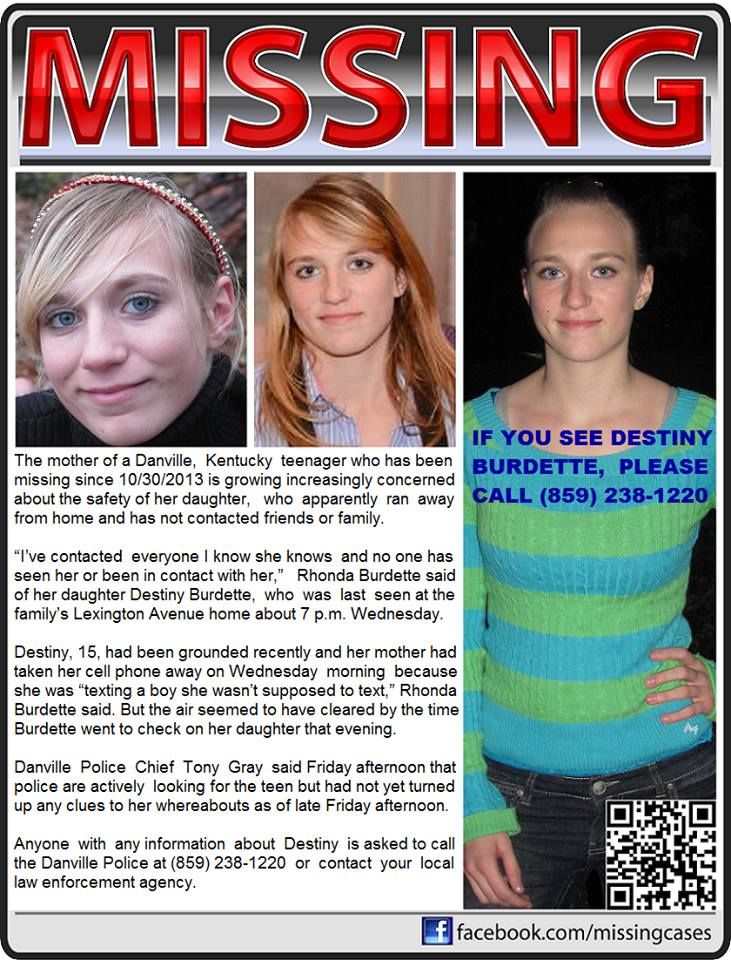 MISSING
IF YOU SEE DESTINY
BURDETTE, PLEASE
CALL (859) 238-1220
The mother of a Danville, Kentucky teenager who has been
missing since 10/30/2013 is growing increasingly concerned
about the safety of her daughter, who apparently ran away
from home and has not contacted friends or family.
“I've contacted everyone I know she knows and no one has
seen her or been in contact with her,” Rhonda Burdette said
of her daughter Destiny Burdette, who was last seen at the
family's Lexington Avenue home about 7 p.m. Wednesday.
Destiny, 15, had been grounded recently and her mother had
taken her cell phone away on Wednesday morning because
she was “texting a boy she wasn't supposed to text,” Rhonda
Burdette said. But the air seemed to have cleared by the time
Burdette went to check on her daughter that evening.
Danville Police Chief Tony Gray said Friday afternoon that
police are actively looking for the teen but had not yet turned
up any clues to her whereabouts as of late Friday afternoon.
Anyone with any information about Destiny is asked to call
the Danville Police at (859) 238-1220 or contact your local
law enforcement agency.
facebook.com/missingcases